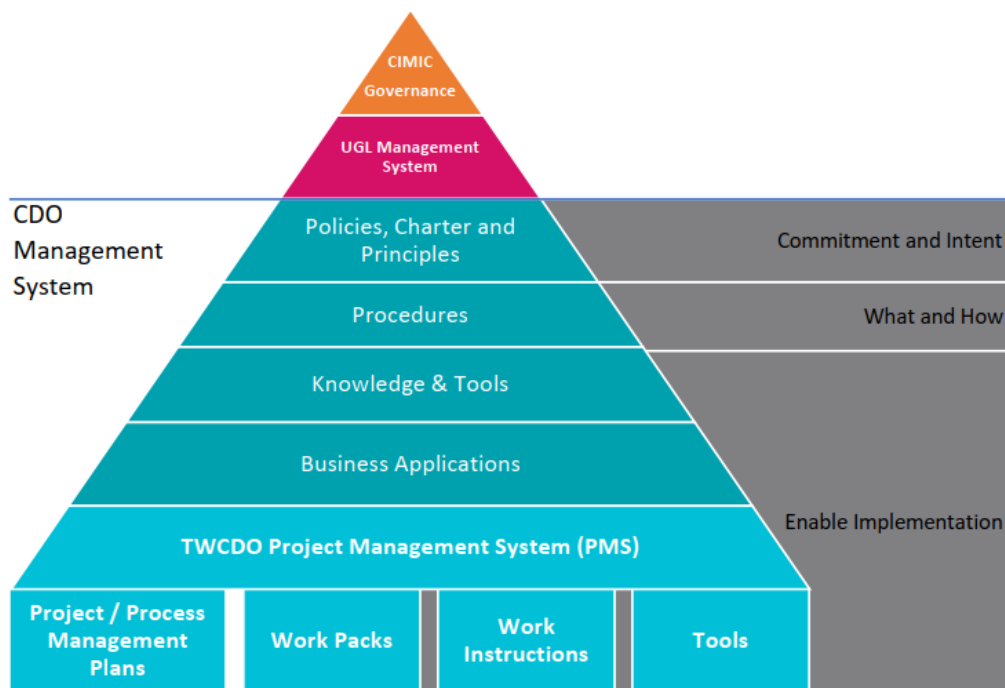 CIMIC
Governance
UGL Management
System
CDO
Management
System
Policies, Charter and
Principles
Commitment and Intent
Procedures
What and How
Knowledge & Tools
Business Applications
Enable Implementation
TWCDO Project Management System (PMS)
Project / Process
Management
Plans
Work Packs
Work
Instructions
Tools